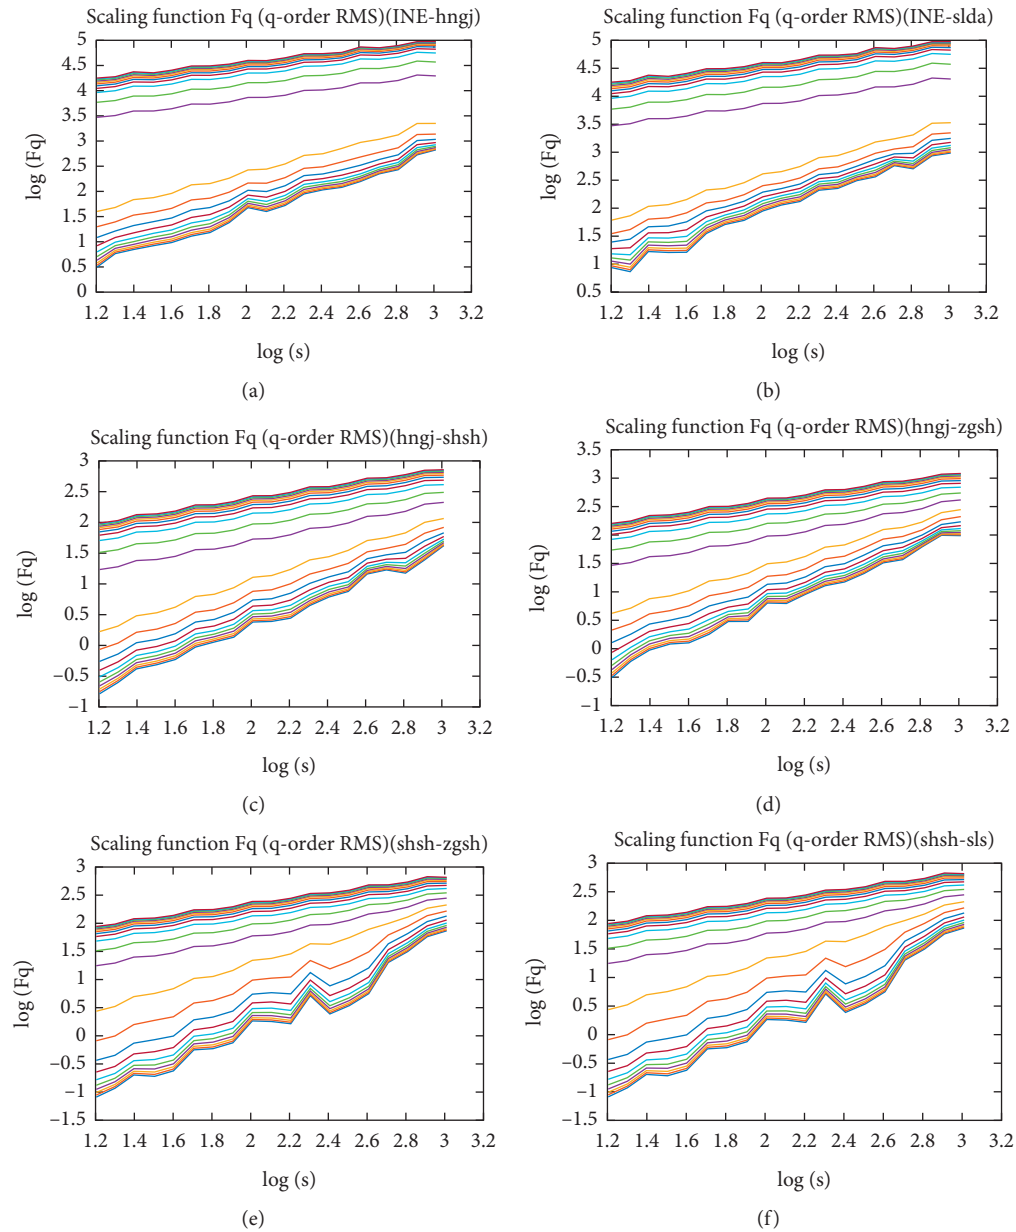 Scaling function Fq (q-order RMS)(INE-hngj)
5
4.5
4
3.5
3
2.5
2
1.5
1
0.5
0
log (Fq)
1.2 1.4 1.6 1.8 2 2.2 2.4 2.6 2.8 3 3.2
log (s)
(a)
Scaling function Fq (q-order RMS)(INE-slda)
5
4.5
4
3.5
3
2.5
2
1.5
1
0.5
log (Fq)
1.2 1.4 1.6 1.8 2 2.2 2.4 2.6 2.8 3 3.2
log (s)
(b)
Scaling function Fq (q-order RMS)(hngj-shsh)
3
2.5
2
1.5
1
0.5
0
−0.5
−1
log (Fq)
1.2 1.4 1.6 1.8 2 2.2 2.4 2.6 2.8 3 3.2
log (s)
(c)
Scaling function Fq (q-order RMS)(hngj-zgsh)
3.5
3
2.5
2
1.5
1
0.5
0
−0.5
−1
log (Fq)
1.2 1.4 1.6 1.8 2 2.2 2.4 2.6 2.8 3 3.2
log (s)
(d)
Scaling function Fq (q-order RMS)(shsh-zgsh)
3
2.5
2
1.5
1
0.5
0
−0.5
−1
−1.5
log (Fq)
1.2 1.4 1.6 1.8 2 2.2 2.4 2.6 2.8 3 3.2
log (s)
(e)
Scaling function Fq (q-order RMS)(shsh-sls)
3
2.5
2
1.5
1
0.5
0
−0.5
−1
−1.5
log (Fq)
1.2 1.4 1.6 1.8 2 2.2 2.4 2.6 2.8 3 3.2
log (s)
(f)